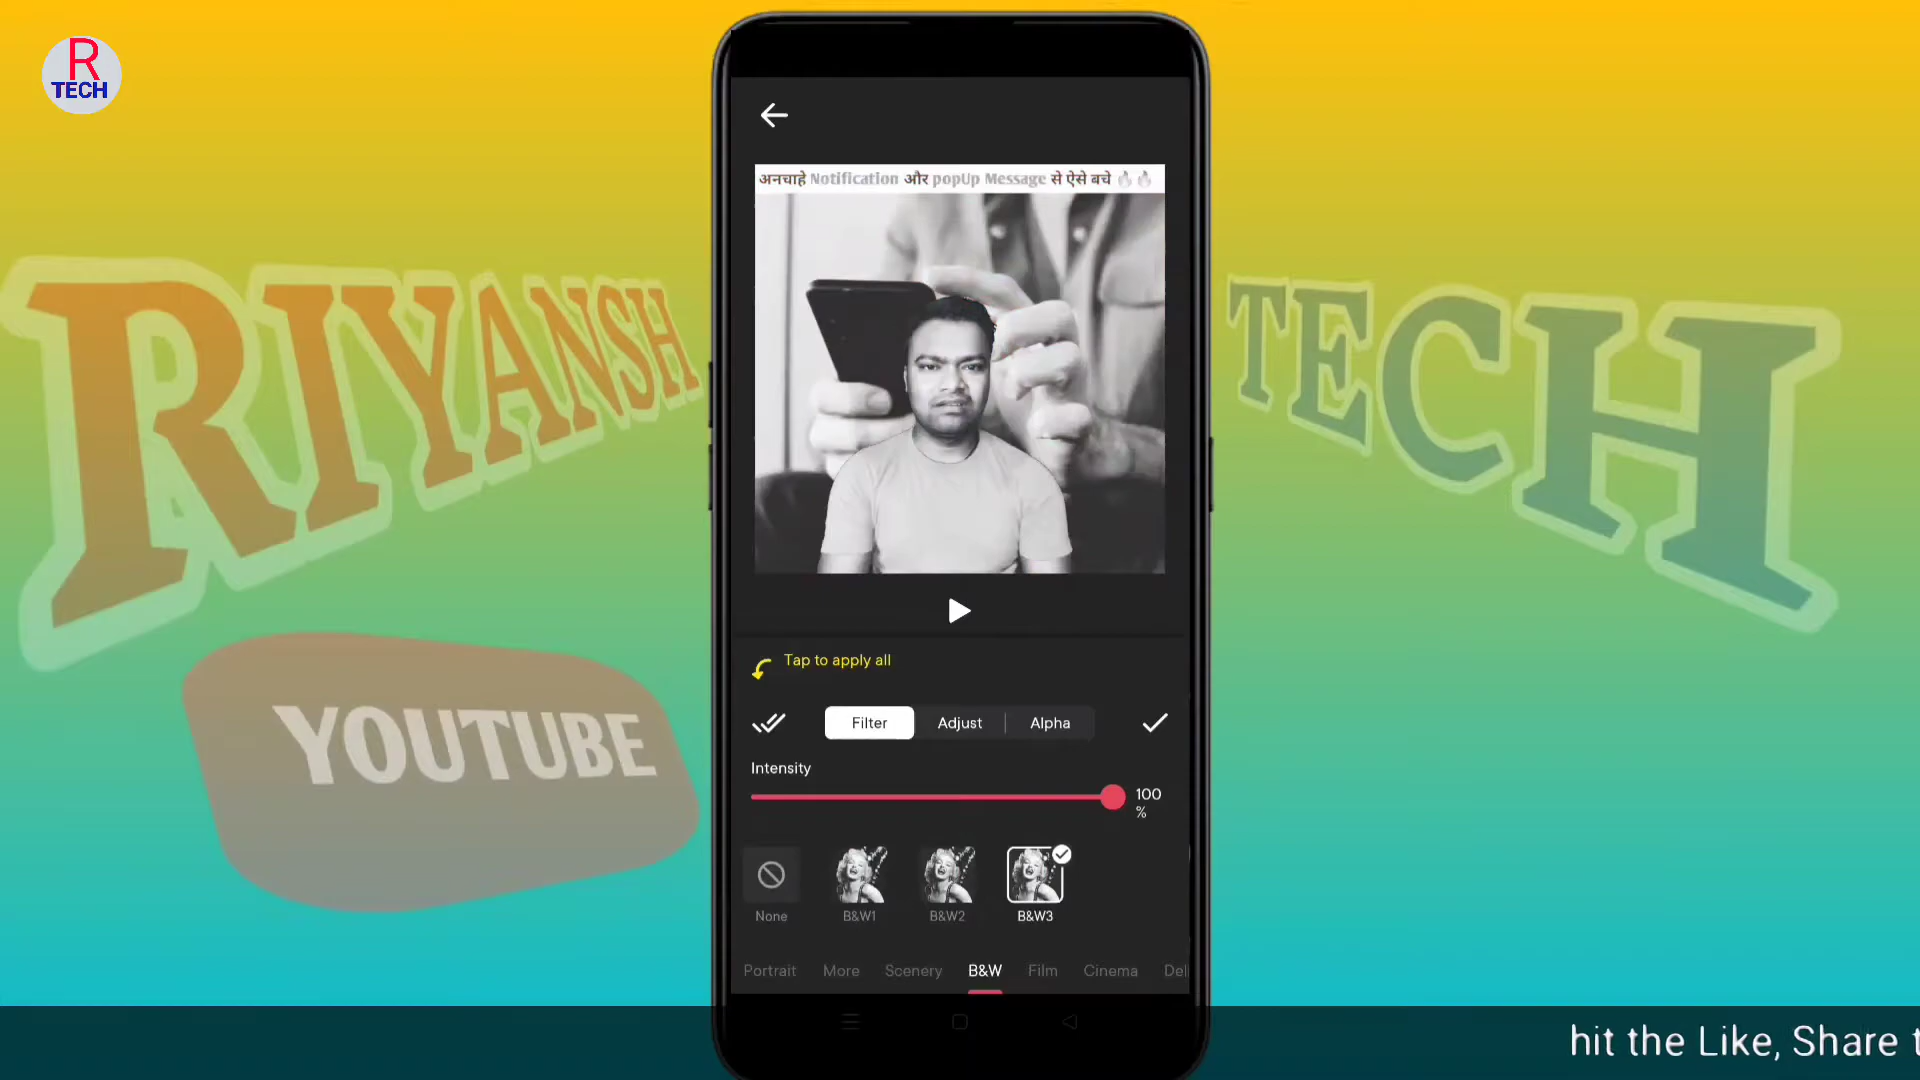 R
TECH
RIYANSH TECH
YOUTUBE
अनचाहे Notification और popUp Message से ऐसे बचे 🔥🔥
Tap to apply all
Filter Adjust Alpha
Intensity
100
%
None B&W1 B&W2 B&W3
Portrait More Scenery B&W Film Cinema Del
hit the Like, Share t